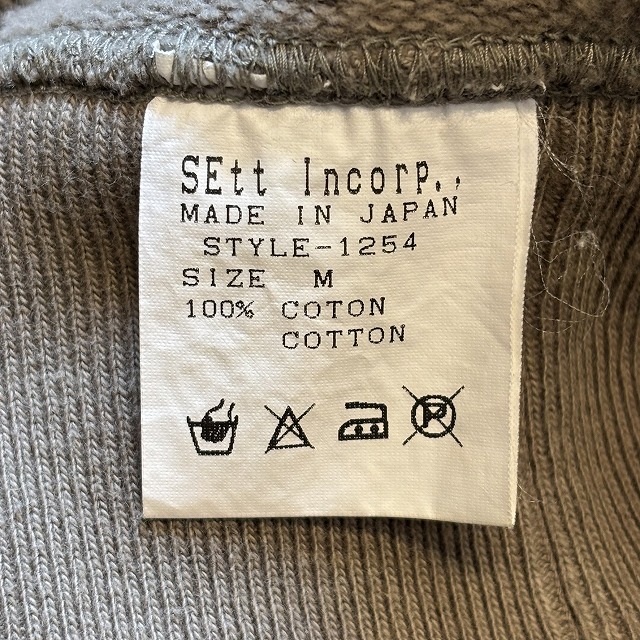 SEtt Incorp.,
MADE IN JAPAN
STYLE-1254
SIZE M
100% COTON
COTTON
P